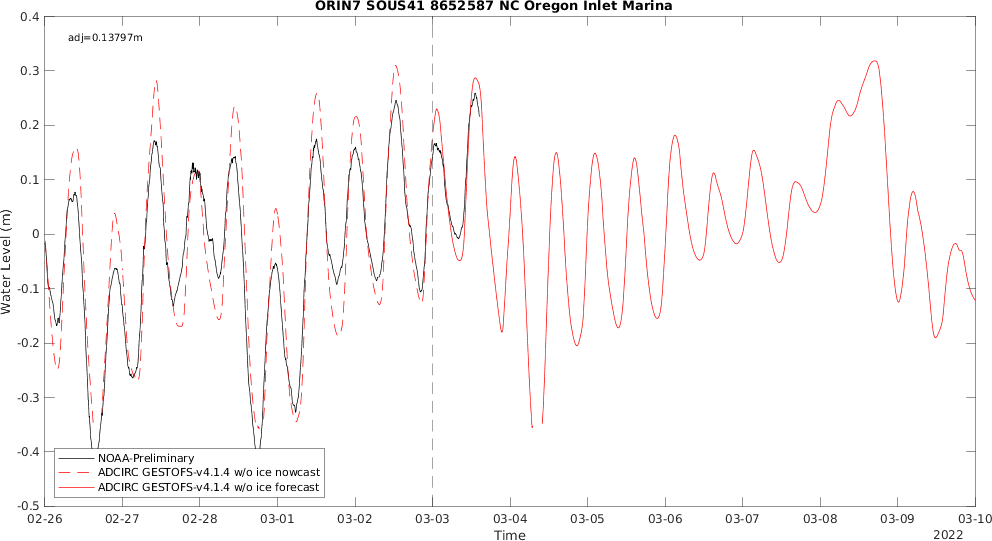 ORIN7 SOUS41 8652587 NC Oregon Inlet Marina
0.4
adj=0.13797m
0.3
0.2
0.1
0
-0.1
-0.2
-0.3
-0.4
-0.5
Water Level (m)
NOAA-Preliminary
ADCIRC GESTOFS-v4.1.4 w/o ice nowcast
ADCIRC GESTOFS-v4.1.4 w/o ice forecast
02-26 02-27 02-28 03-01 03-02 03-03 03-04 03-05 03-06 03-07 03-08 03-09 03-10
Time
2022